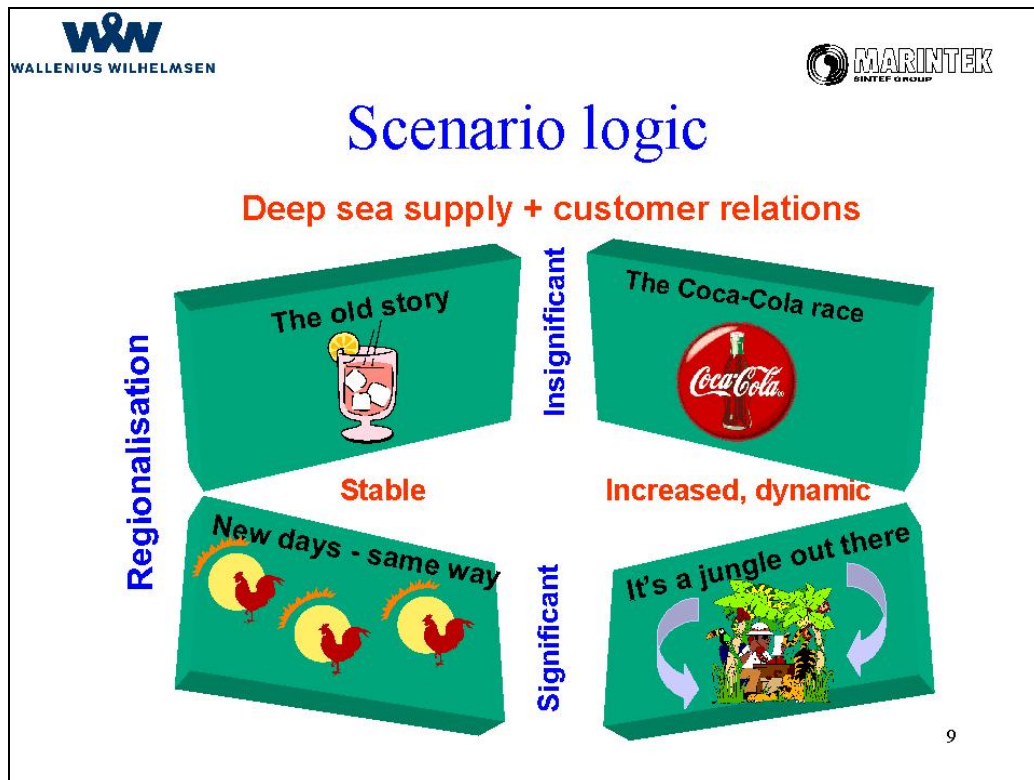 WALLENIUS WILHELMSEN
MARINTEK
SINTEF GROUP
Scenario logic
Deep sea supply + customer relations
Regionalisation
The old story
Insignificant
The Coca-Cola race
Coca-Cola
Stable
Increased, dynamic
New days - same way
Significant
It's a jungle out there
9